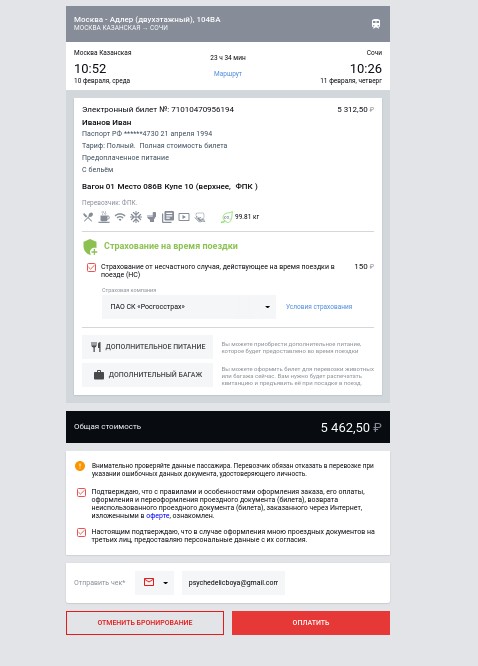 Москва - Адлер (двухэтажный), 104ВА
МОСКВА КАЗАНСКАЯ → СОЧИ
Москва Казанская
23 ч 34 мин
Сочи
10:52
Маршрут
10:26
10 февраля, среда
11 февраля, четверг
Электронный билет №: 71010470956194
5 312,50 ₽
Иванов Иван
Паспорт РФ ******4730 21 апреля 1994
Тариф: Полный. Полная стоимость билета
Предоплаченное питание
С бельём
Вагон 01 Место 086В Купе 10 (верхнее, ФПК )
Перевозчик: ФПК.
99.81 кг
Страхование на время поездки
Страхование от несчастного случая, действующее на время поездки в
поезде (НС)
150 ₽
Страховая компания
ПАО СК «Росгосстрах»
Условия страхования
ДОПОЛНИТЕЛЬНОЕ ПИТАНИЕ
Вы можете приобрести дополнительное питание,
которое будет предоставлено во время поездки
ДОПОЛНИТЕЛЬНЫЙ БАГАЖ
Вы можете оформить билет для перевозки животных
или багажа сейчас. Вам нужно будет распечатать
квитанцию и предъявить её при посадке в поезд.
Общая стоимость
5 462,50 ₽
Внимательно проверяйте данные пассажира. Перевозчик обязан отказать в перевозке при
указании ошибочных данных документа, удостоверяющего личность.
Подтверждаю, что с правилами и особенностями оформления заказа, его оплаты,
оформления и переоформления проездного документа (билета), возврата
неиспользованного проездного документа (билета), заказанного через Интернет,
изложенными в оферте, ознакомлен.
Настоящим подтверждаю, что в случае оформления мною проездных документов на
третьих лиц, предоставляю персональные данные с их согласия.
Отправить чек*
psychedelicboya@gmail.com
ОТМЕНИТЬ БРОНИРОВАНИЕ
ОПЛАТИТЬ